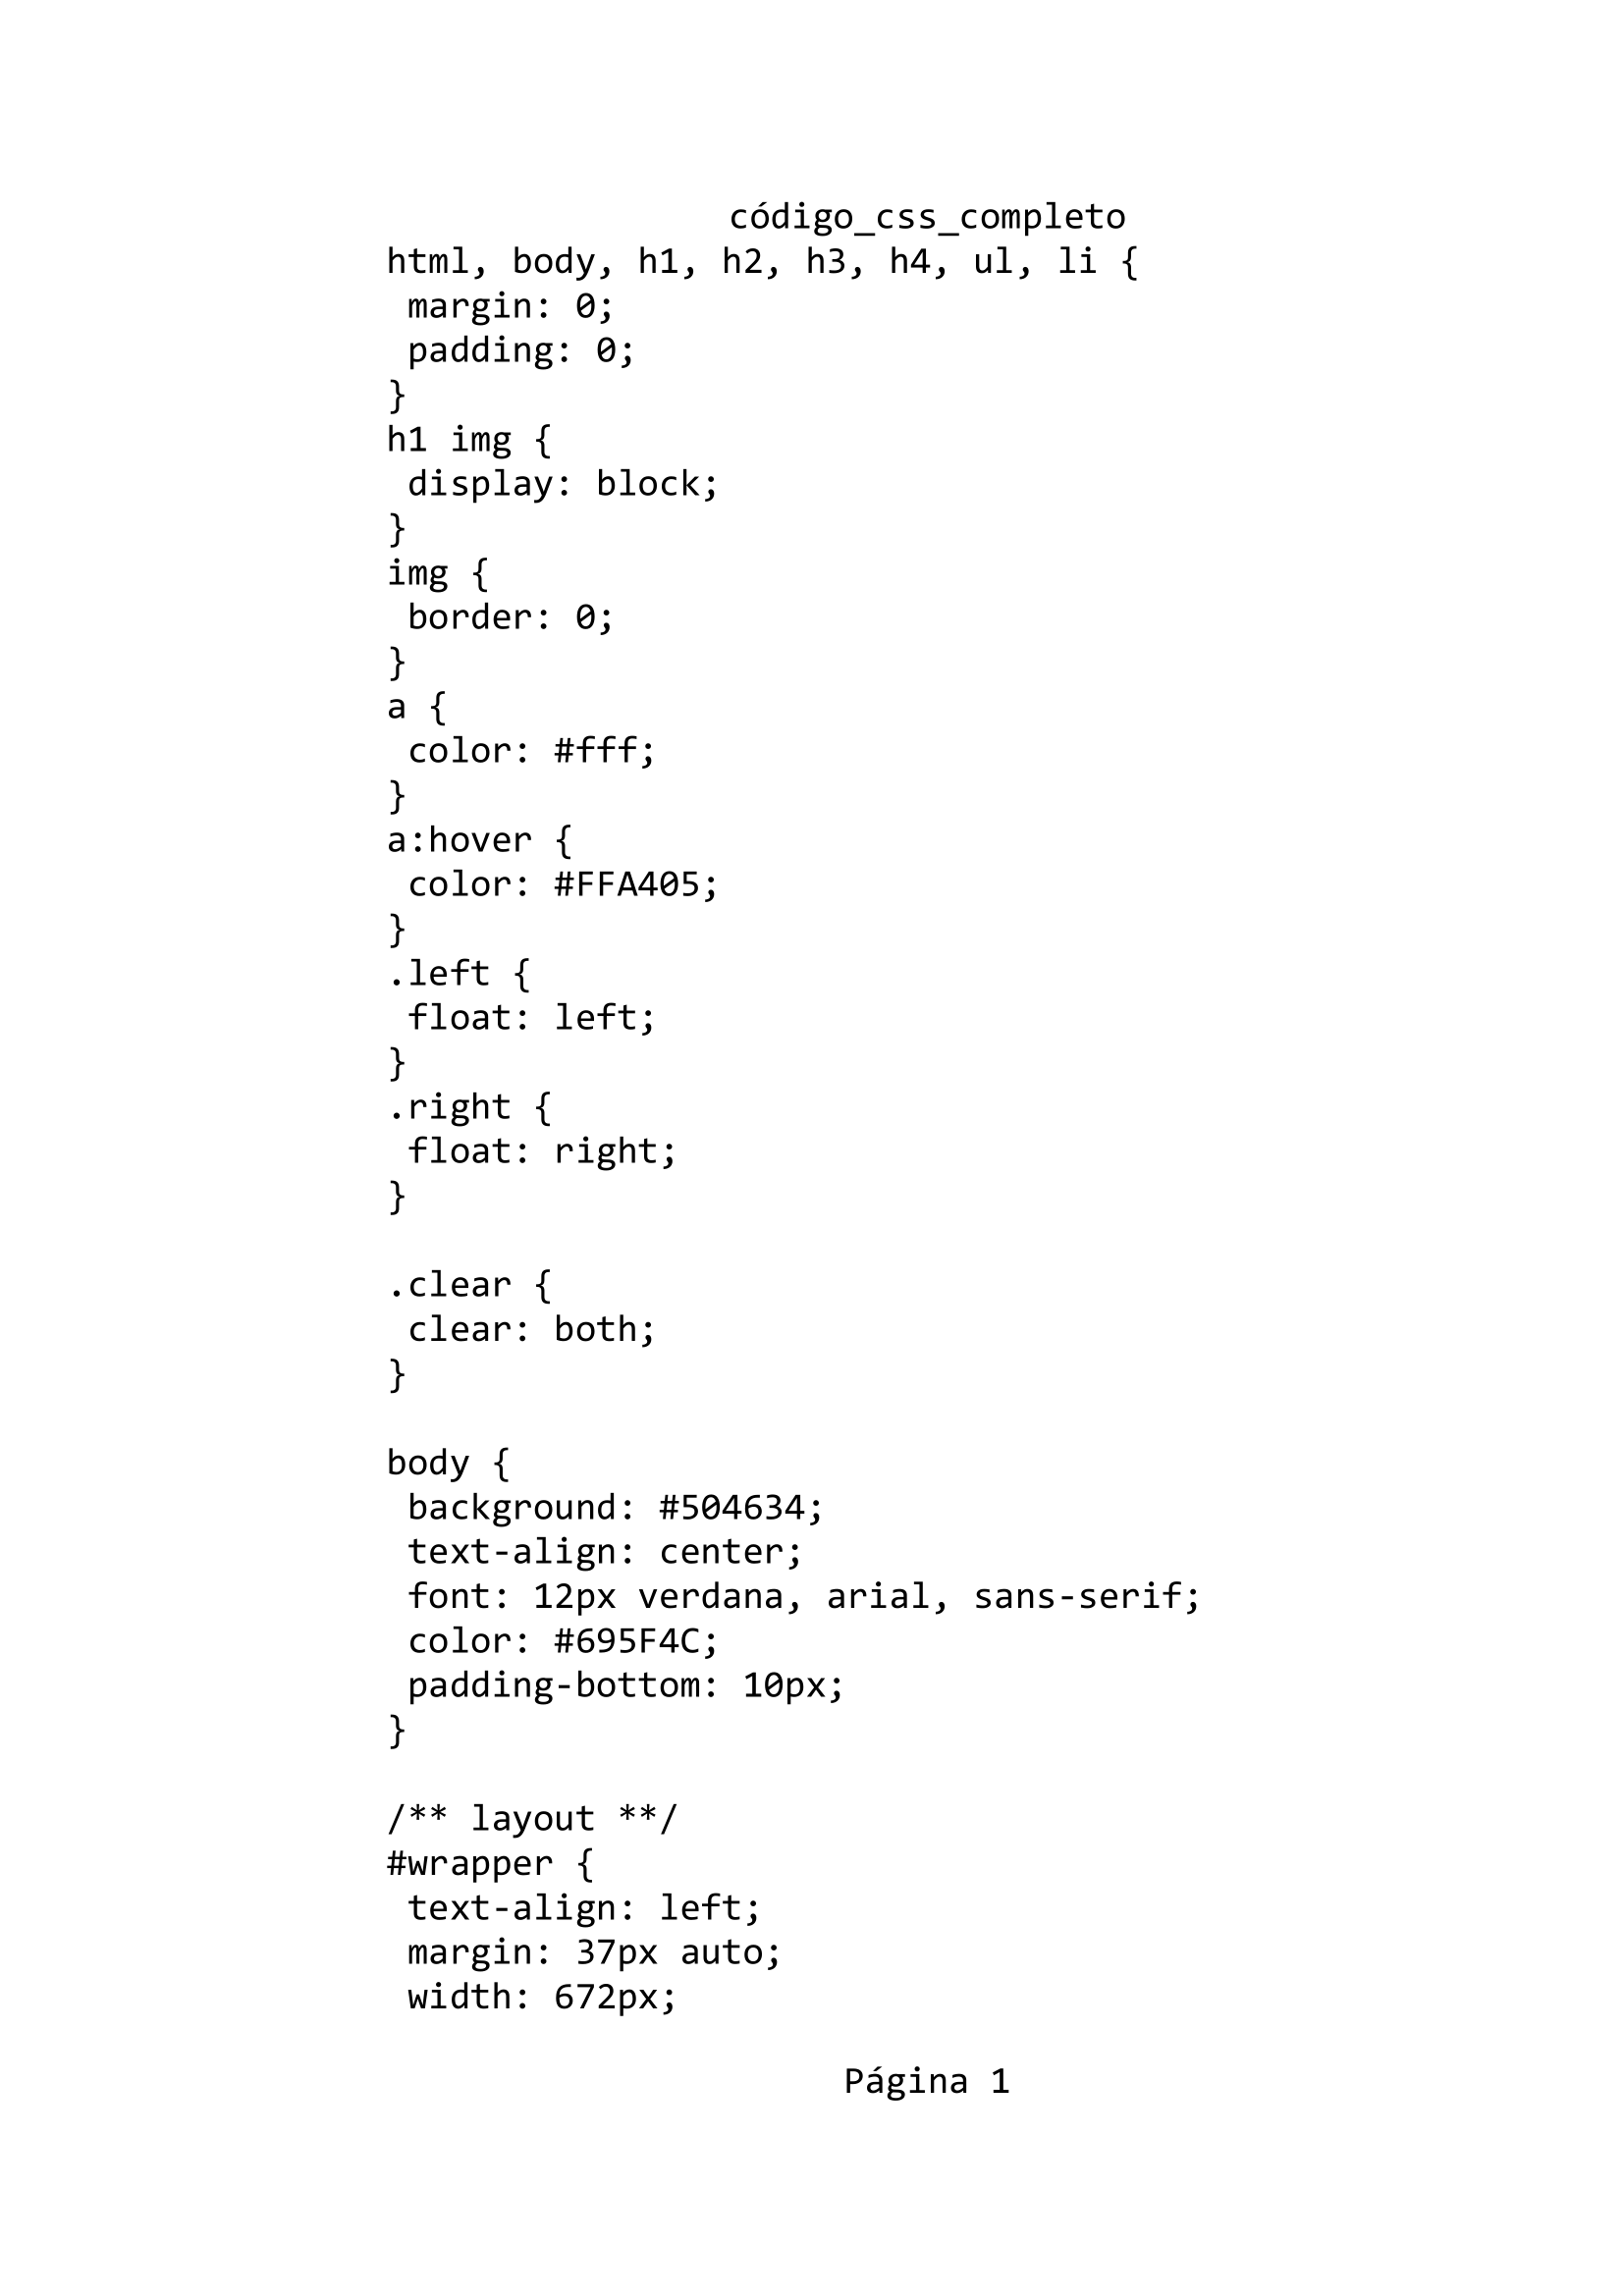 código_css_completo
html, body, h1, h2, h3, h4, ul, li {
 margin: 0;
 padding: 0;
}
h1 img {
 display: block;
}
img {
 border: 0;
}
a {
 color: #fff;
}
a:hover {
 color: #FFA405;
}
.left {
 float: left;
}
.right {
 float: right;
}

.clear {
 clear: both;
}

body {
 background: #504634;
 text-align: center;
 font: 12px verdana, arial, sans-serif;
 color: #695F4C;
 padding-bottom: 10px;
}

/** layout **/
#wrapper {
 text-align: left;
 margin: 37px auto;
 width: 672px;

Página 1